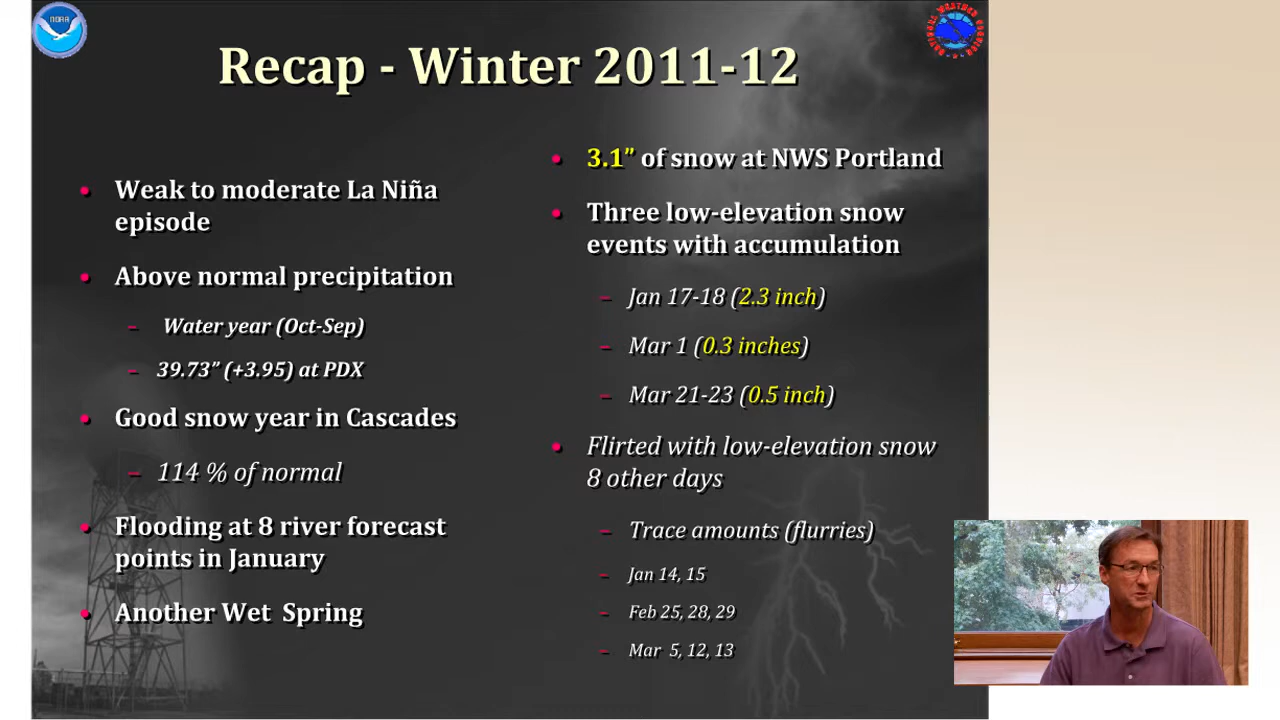 NOAA
NATIONAL WEATHER SERVICE
Recap - Winter 2011-12
Weak to moderate La Niña
episode
Above normal precipitation
Water year (Oct-Sep)
39.73” (+3.95) at PDX
Good snow year in Cascades
114 % of normal
Flooding at 8 river forecast
points in January
Another Wet Spring
3.1” of snow at NWS Portland
Three low-elevation snow
events with accumulation
Jan 17-18 (2.3 inch)
Mar 1 (0.3 inches)
Mar 21-23 (0.5 inch)
Flirted with low-elevation snow
8 other days
Trace amounts (flurries)
Jan 14, 15
Feb 25, 28, 29
Mar 5, 12, 13